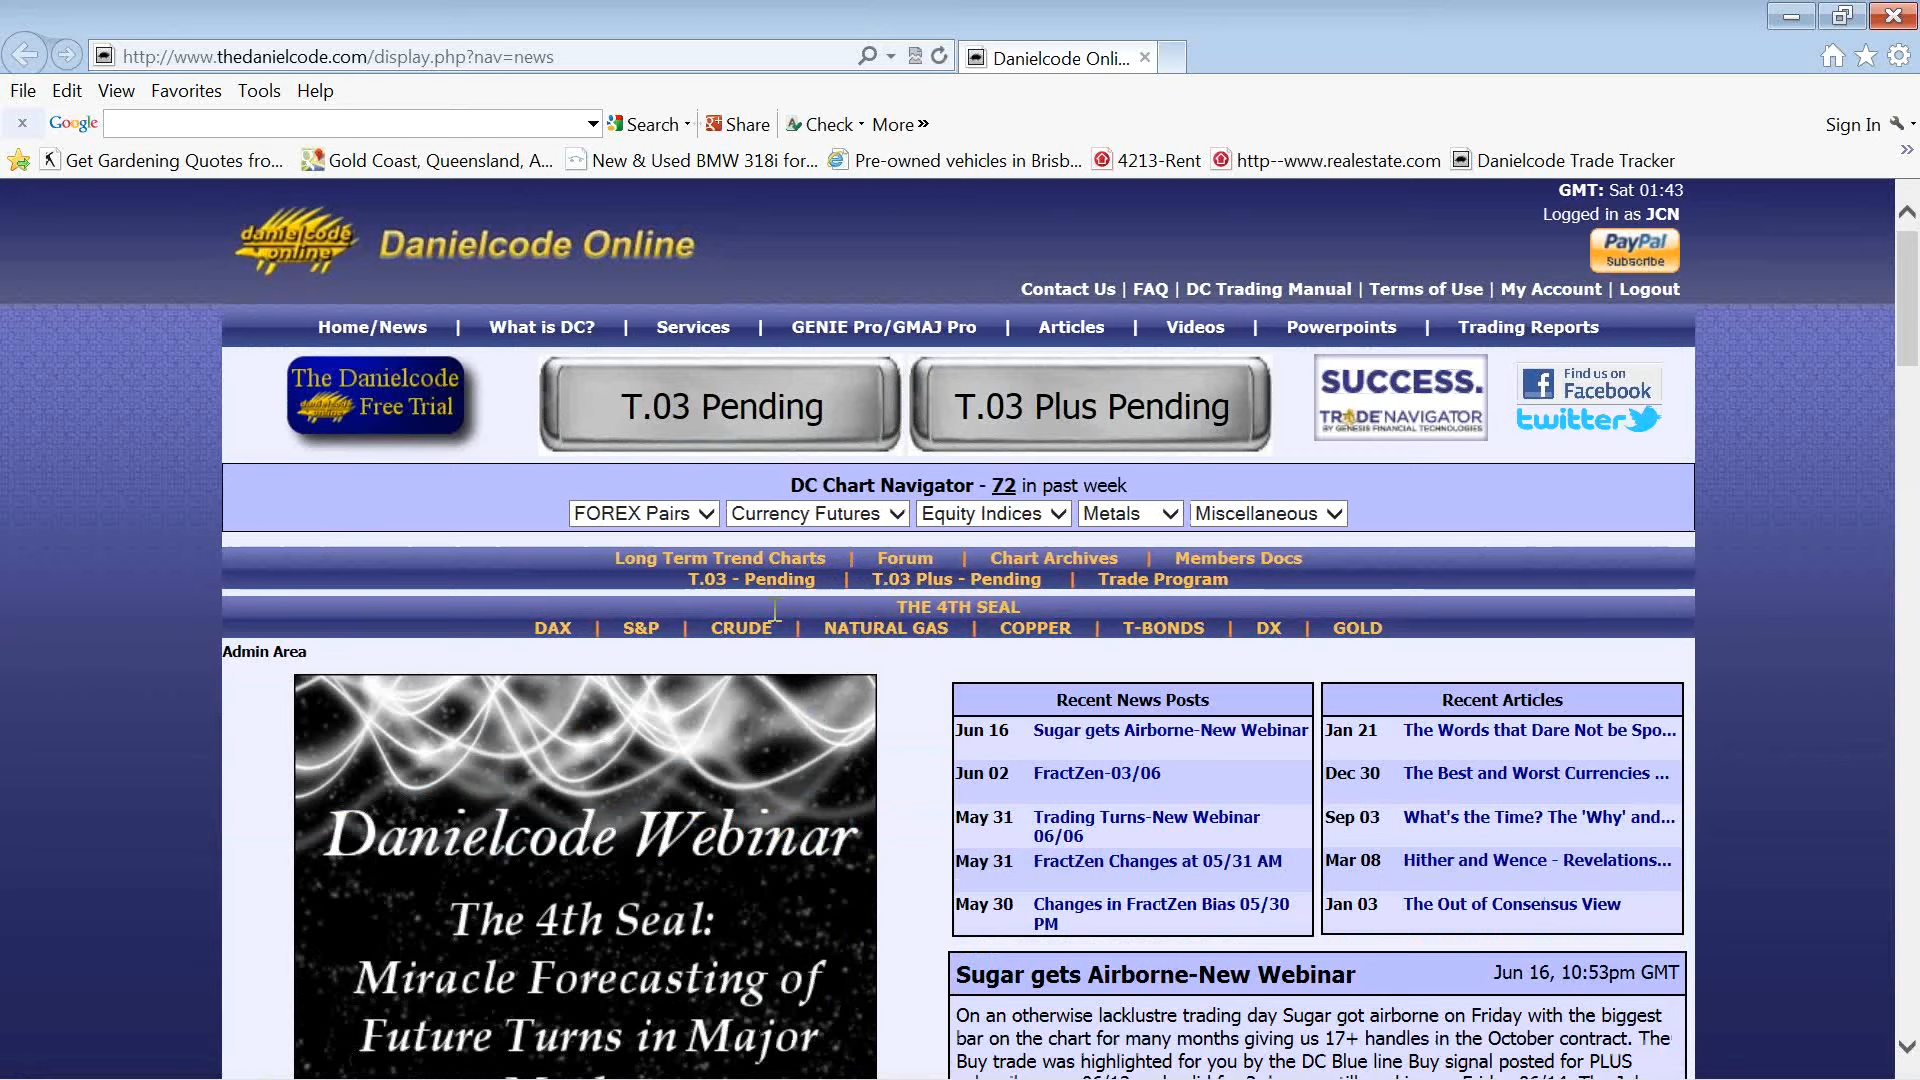 http://www.thedanielcode.com/display.php?nav=news
Danielcode Onli...
File Edit View Favorites Tools Help
x Google Search Share Check More »
Sign In
Get Gardening Quotes fro... Gold Coast, Queensland, A... New & Used BMW 318i for... Pre-owned vehicles in Brisb... 4213-Rent http--www.realestate.com Danielcode Trade Tracker
GMT: Sat 01:43
Logged in as JCN
danielcode online
Danielcode Online
PayPal
Subscribe
Contact Us | FAQ | DC Trading Manual | Terms of Use | My Account | Logout
Home/News | What is DC? | Services | GENIE Pro/GMAJ Pro | Articles | Videos | Powerpoints | Trading Reports
The Danielcode
Free Trial
T.03 Pending
T.03 Plus Pending
SUCCESS.
TRADENAVIGATOR
BY GENESIS FINANCIAL TECHNOLOGIES
Find us on
Facebook
twitter
DC Chart Navigator - 72 in past week
FOREX Pairs Currency Futures Equity Indices Metals Miscellaneous
Long Term Trend Charts | Forum | Chart Archives | Members Docs
T.03 - Pending | T.03 Plus - Pending | Trade Program
THE 4TH SEAL
DAX | S&P | CRUDE | NATURAL GAS | COPPER | T-BONDS | DX | GOLD
Admin Area
Danielcode Webinar
The 4th Seal:
Miracle Forecasting of
Future Turns in Major
Recent News Posts
Jun 16 Sugar gets Airborne-New Webinar
Jun 02 FractZen-03/06
May 31 Trading Turns-New Webinar
06/06
May 31 FractZen Changes at 05/31 AM
May 30 Changes in FractZen Bias 05/30
PM
Recent Articles
Jan 21 The Words that Dare Not be Spo...
Dec 30 The Best and Worst Currencies ...
Sep 03 What's the Time? The 'Why' and...
Mar 08 Hither and Wence - Revelations...
Jan 03 The Out of Consensus View
Sugar gets Airborne-New Webinar Jun 16, 10:53pm GMT
On an otherwise lacklustre trading day Sugar got airborne on Friday with the biggest
bar on the chart for many months giving us 17+ handles in the October contract. The
Buy trade was highlighted for you by the DC Blue line Buy signal posted for PLUS